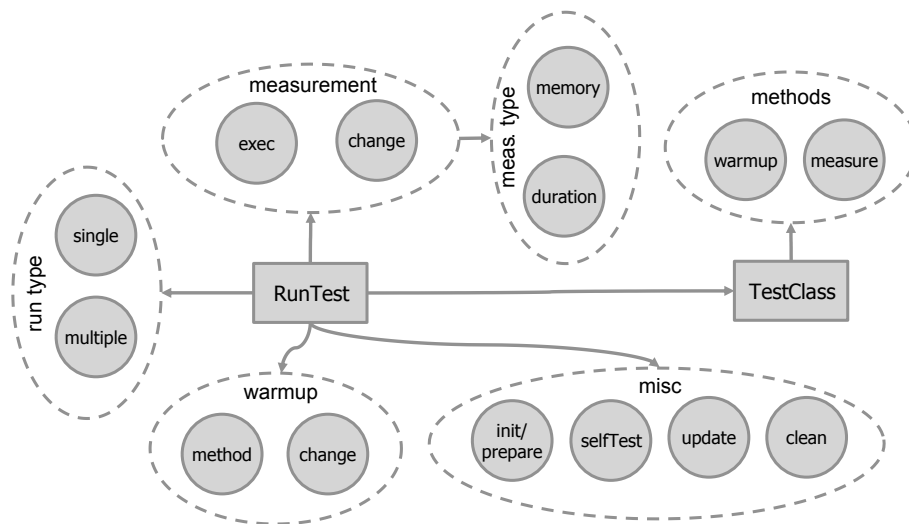 measurement
exec
change
meas. type
memory
duration
methods
warmup
measure
run type
single
multiple
RunTest
TestClass
warmup
method
change
misc
init/
prepare
selfTest
update
clean